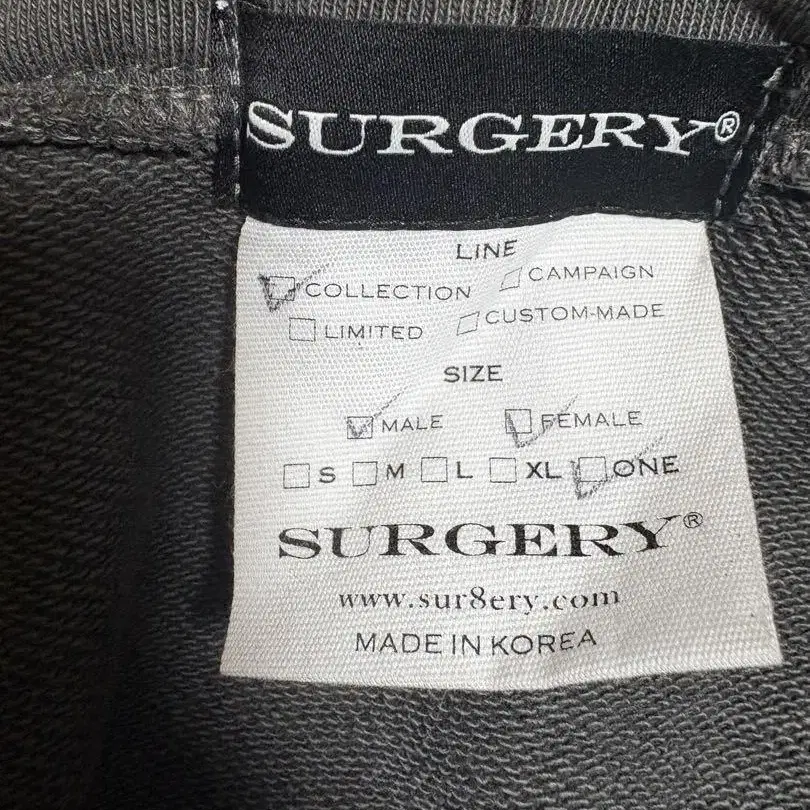 SURGERY®
LINE
COLLECTION CAMPAIGN
LIMITED CUSTOM-MADE
SIZE
MALE FEMALE
S M L XL ONE
SURGERY®
www.sur8ery.com
MADE IN KOREA